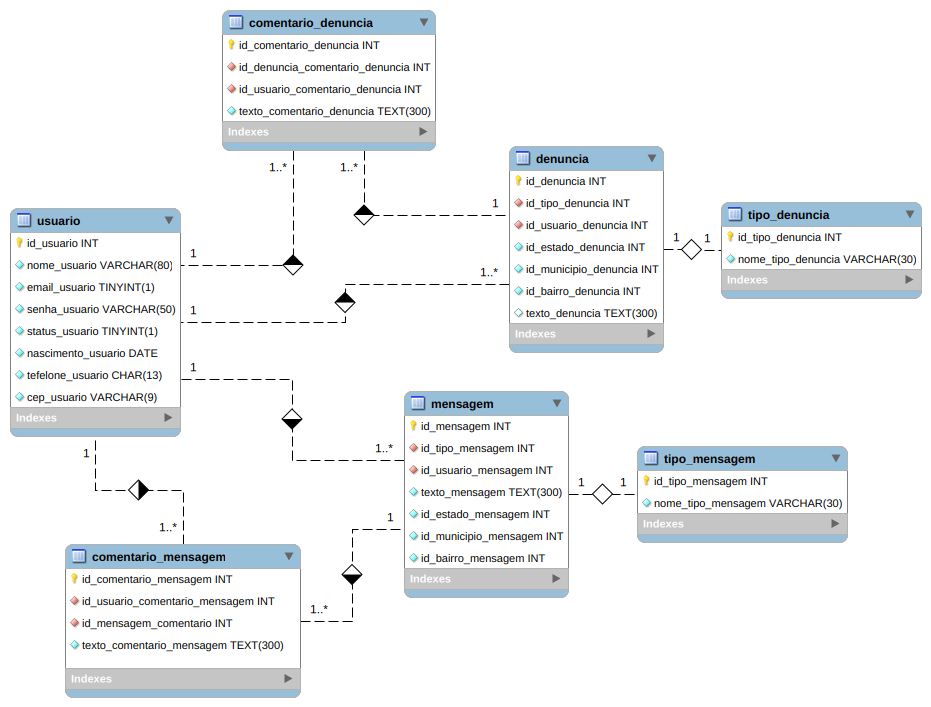 comentario_denuncia
id_comentario_denuncia INT
id_denuncia_comentario_denuncia INT
id_usuario_comentario_denuncia INT
texto_comentario_denuncia TEXT(300)
Indexes
1..*
1..*
denuncia
id_denuncia INT
id_tipo_denuncia INT
id_usuario_denuncia INT
id_estado_denuncia INT
id_municipio_denuncia INT
id_bairro_denuncia INT
texto_denuncia TEXT(300)
Indexes
1
1..*
1
1
tipo_denuncia
id_tipo_denuncia INT
nome_tipo_denuncia VARCHAR(30)
Indexes
usuario
id_usuario INT
nome_usuario VARCHAR(80)
email_usuario TINYINT(1)
senha_usuario VARCHAR(50)
status_usuario TINYINT(1)
nascimento_usuario DATE
tefelone_usuario CHAR(13)
cep_usuario VARCHAR(9)
Indexes
1
1
1
1
1..*
1..*
mensagem
id_mensagem INT
id_tipo_mensagem INT
id_usuario_mensagem INT
texto_mensagem TEXT(300)
id_estado_mensagem INT
id_municipio_mensagem INT
id_bairro_mensagem INT
Indexes
1
1
1
tipo_mensagem
id_tipo_mensagem INT
nome_tipo_mensagem VARCHAR(30)
Indexes
comentario_mensagem
id_comentario_mensagem INT
id_usuario_comentario_mensagem INT
id_mensagem_comentario INT
texto_comentario_mensagem TEXT(300)
Indexes
1..*